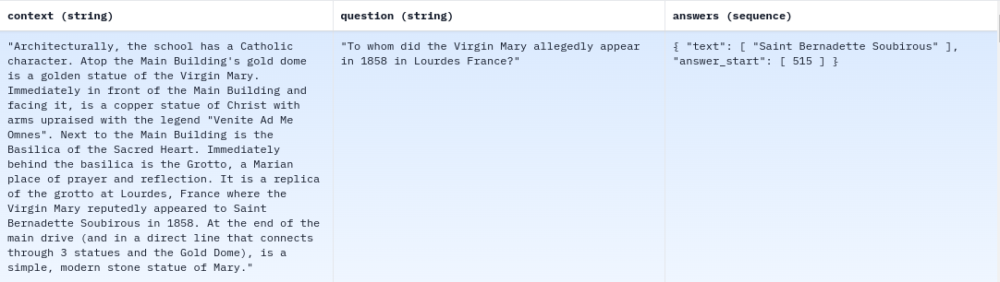 context (string)
question (string)
answers (sequence)
"Architecturally, the school has a Catholic
character. Atop the Main Building's gold dome
is a golden statue of the Virgin Mary.
Immediately in front of the Main Building and
facing it, is a copper statue of Christ with
arms upraised with the legend "Venite Ad Me
Omnes". Next to the Main Building is the
Basilica of the Sacred Heart. Immediately
behind the basilica is the Grotto, a Marian
place of prayer and reflection. It is a replica
of the grotto at Lourdes, France where the
Virgin Mary reputedly appeared to Saint
Bernadette Soubirous in 1858. At the end of the
main drive (and in a direct line that connects
through 3 statues and the Gold Dome), is a
simple, modern stone statue of Mary."
"To whom did the Virgin Mary allegedly appear
in 1858 in Lourdes France?"
{ "text": [ "Saint Bernadette Soubirous" ],
"answer_start": [ 515 ] }